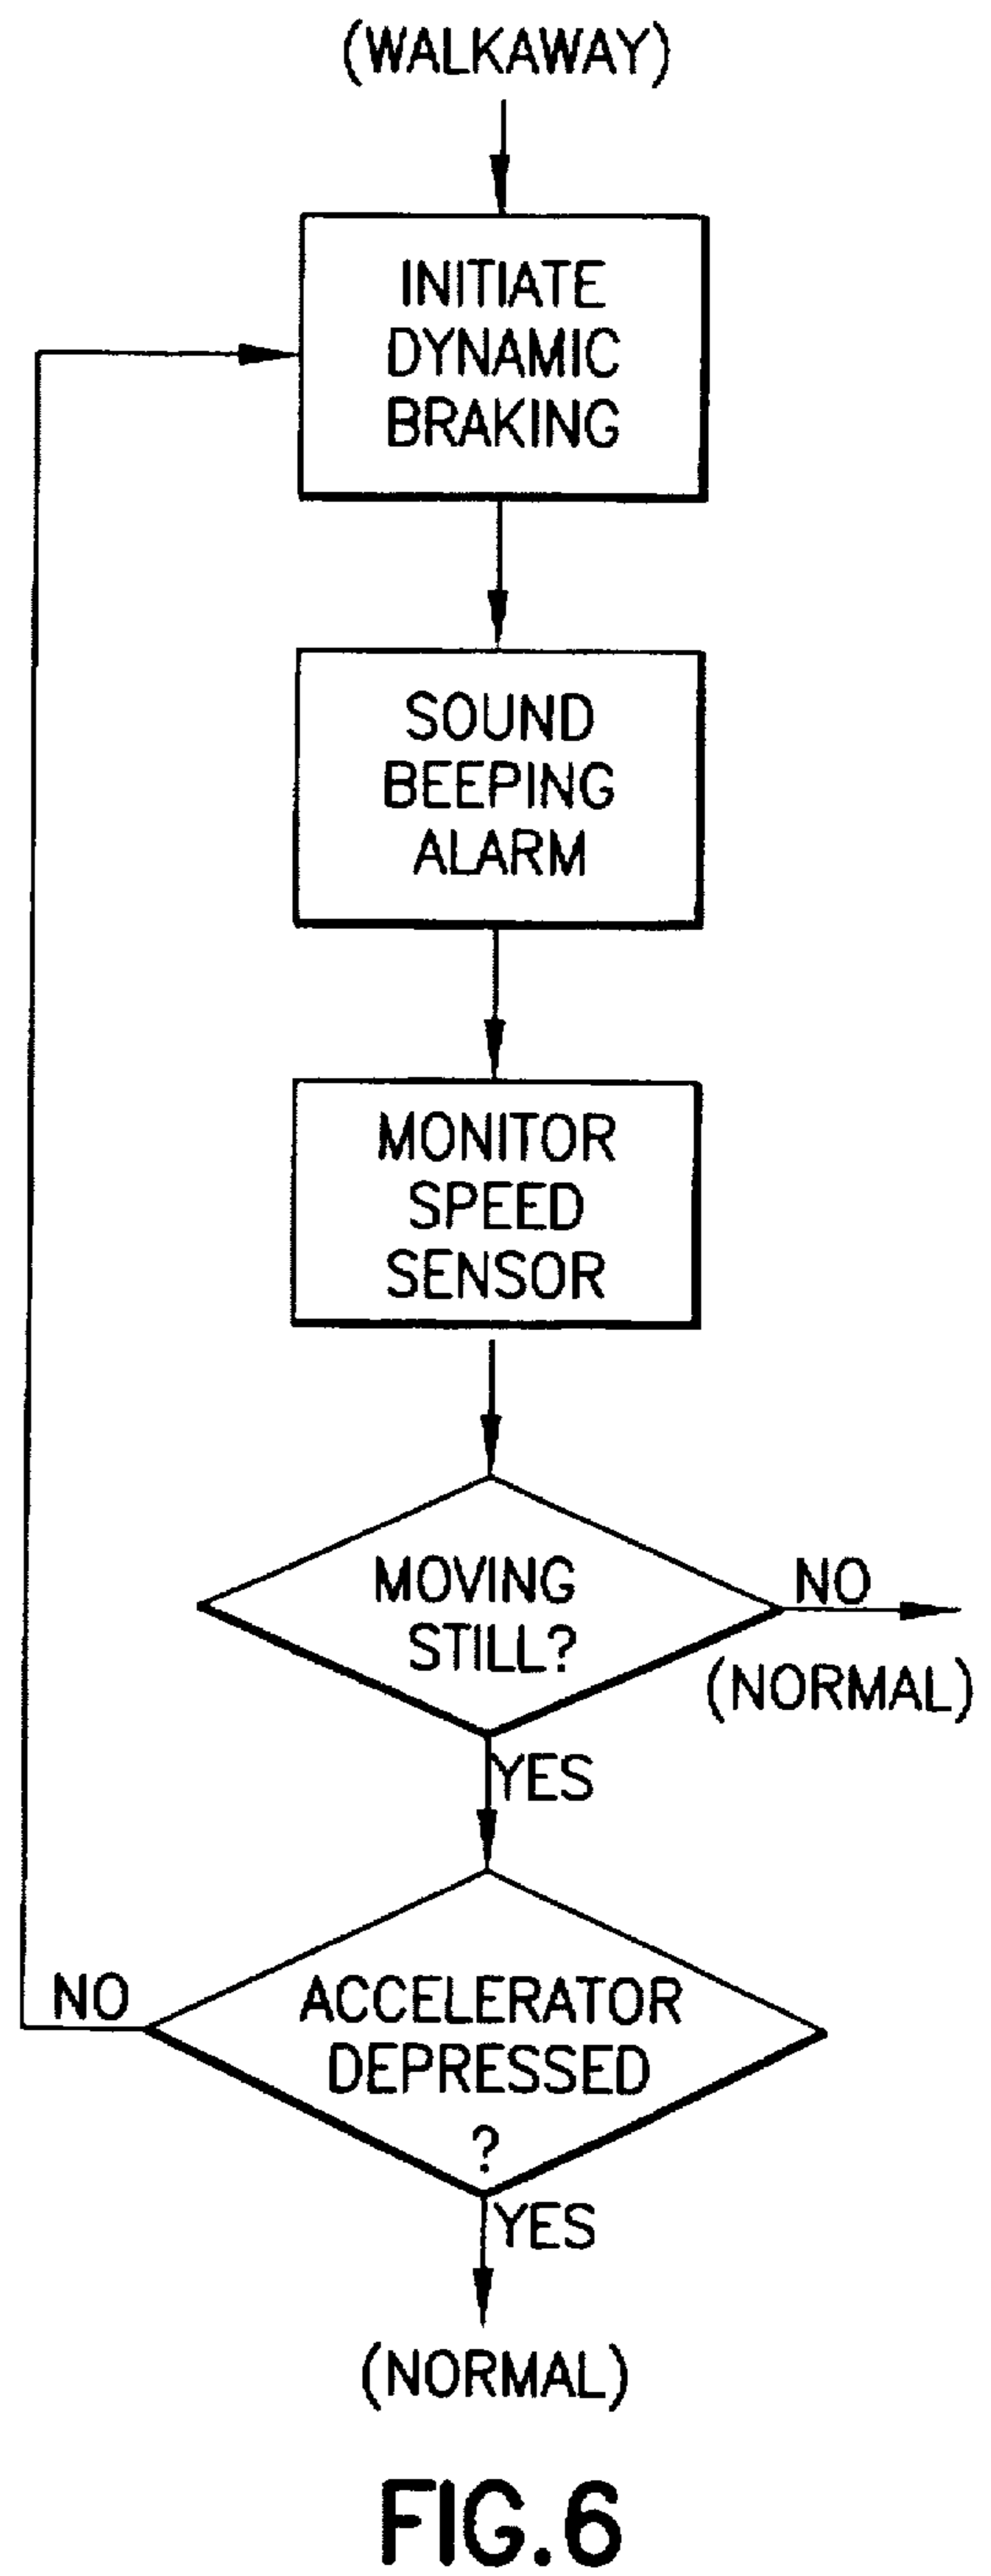 (WALKAWAY)
INITIATE
DYNAMIC
BRAKING
SOUND
BEEPING
ALARM
MONITOR
SPEED
SENSOR
MOVING
STILL?
NO
(NORMAL)
YES
NO
ACCELERATOR
DEPRESSED
?
YES
(NORMAL)
FIG.6